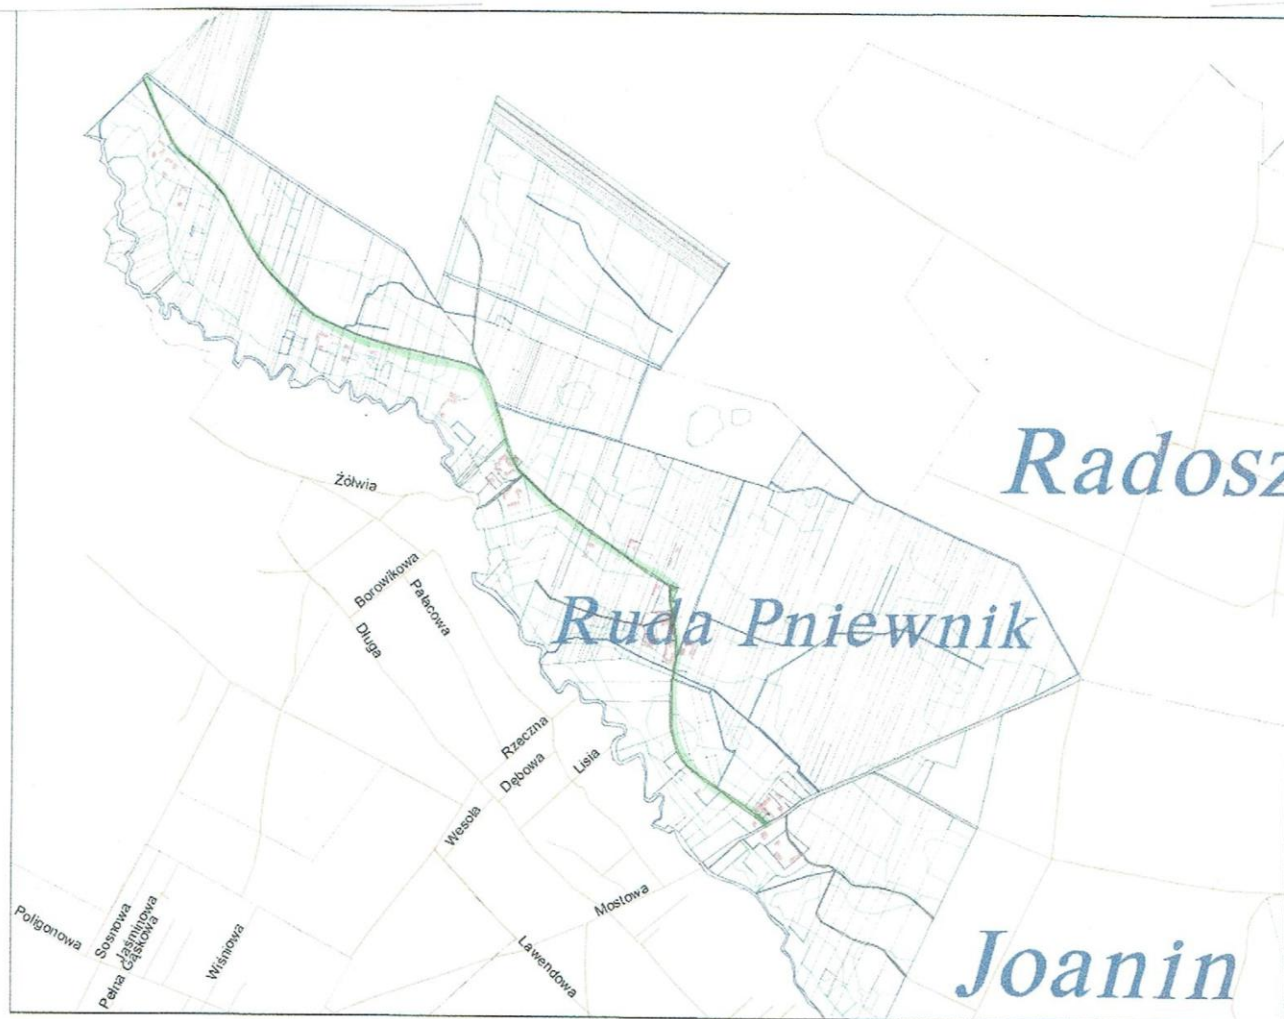 Radosz
Żółwia
Borowikowa
Pałacowa
Ruda Pniewnik
Długa
Rzeczna
Dębowa
Lisia
Wesoła
Mostowa
Poligonowa
Sosnowa
Jaśminowa
Pełna Gąskowa
Wiśniowa
Lawendowa
Joanin